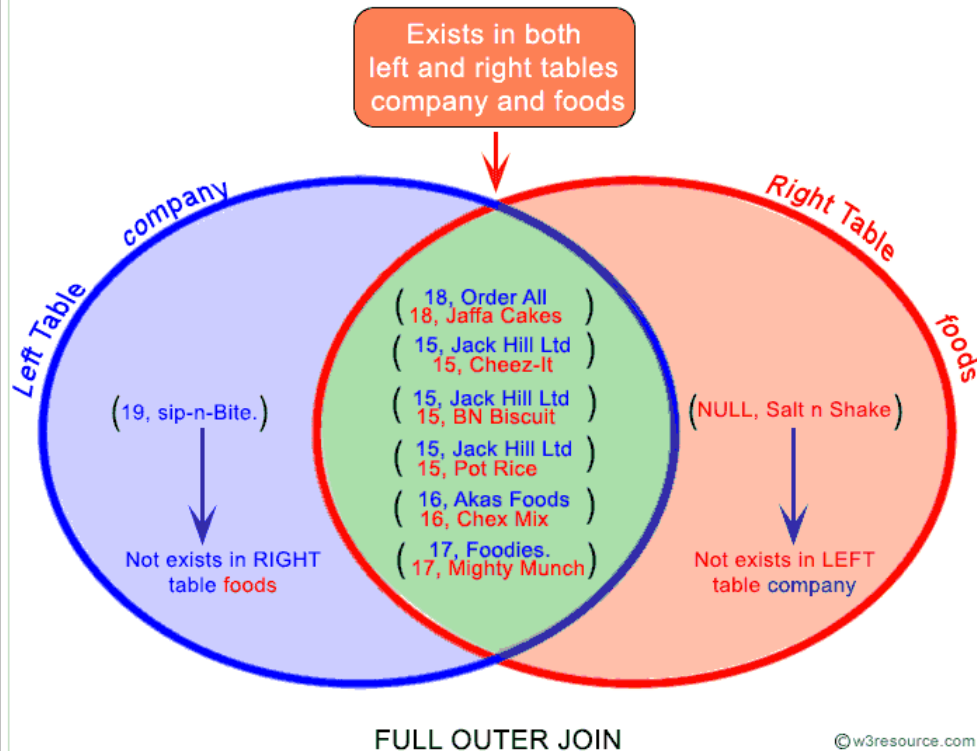 Exists in both
left and right tables
company and foods
Left Table
company
Right Table
foods
(19, sip-n-Bite.)
Not exists in RIGHT
table foods
(18, Order All
18, Jaffa Cakes)
(15, Jack Hill Ltd
15, Cheez-It)
(15, Jack Hill Ltd
15, BN Biscuit)
(15, Jack Hill Ltd
15, Pot Rice)
(16, Akas Foods
16, Chex Mix)
(17, Foodies.
17, Mighty Munch)
(NULL, Salt n Shake)
Not exists in LEFT
table company
FULL OUTER JOIN
©w3resource.com